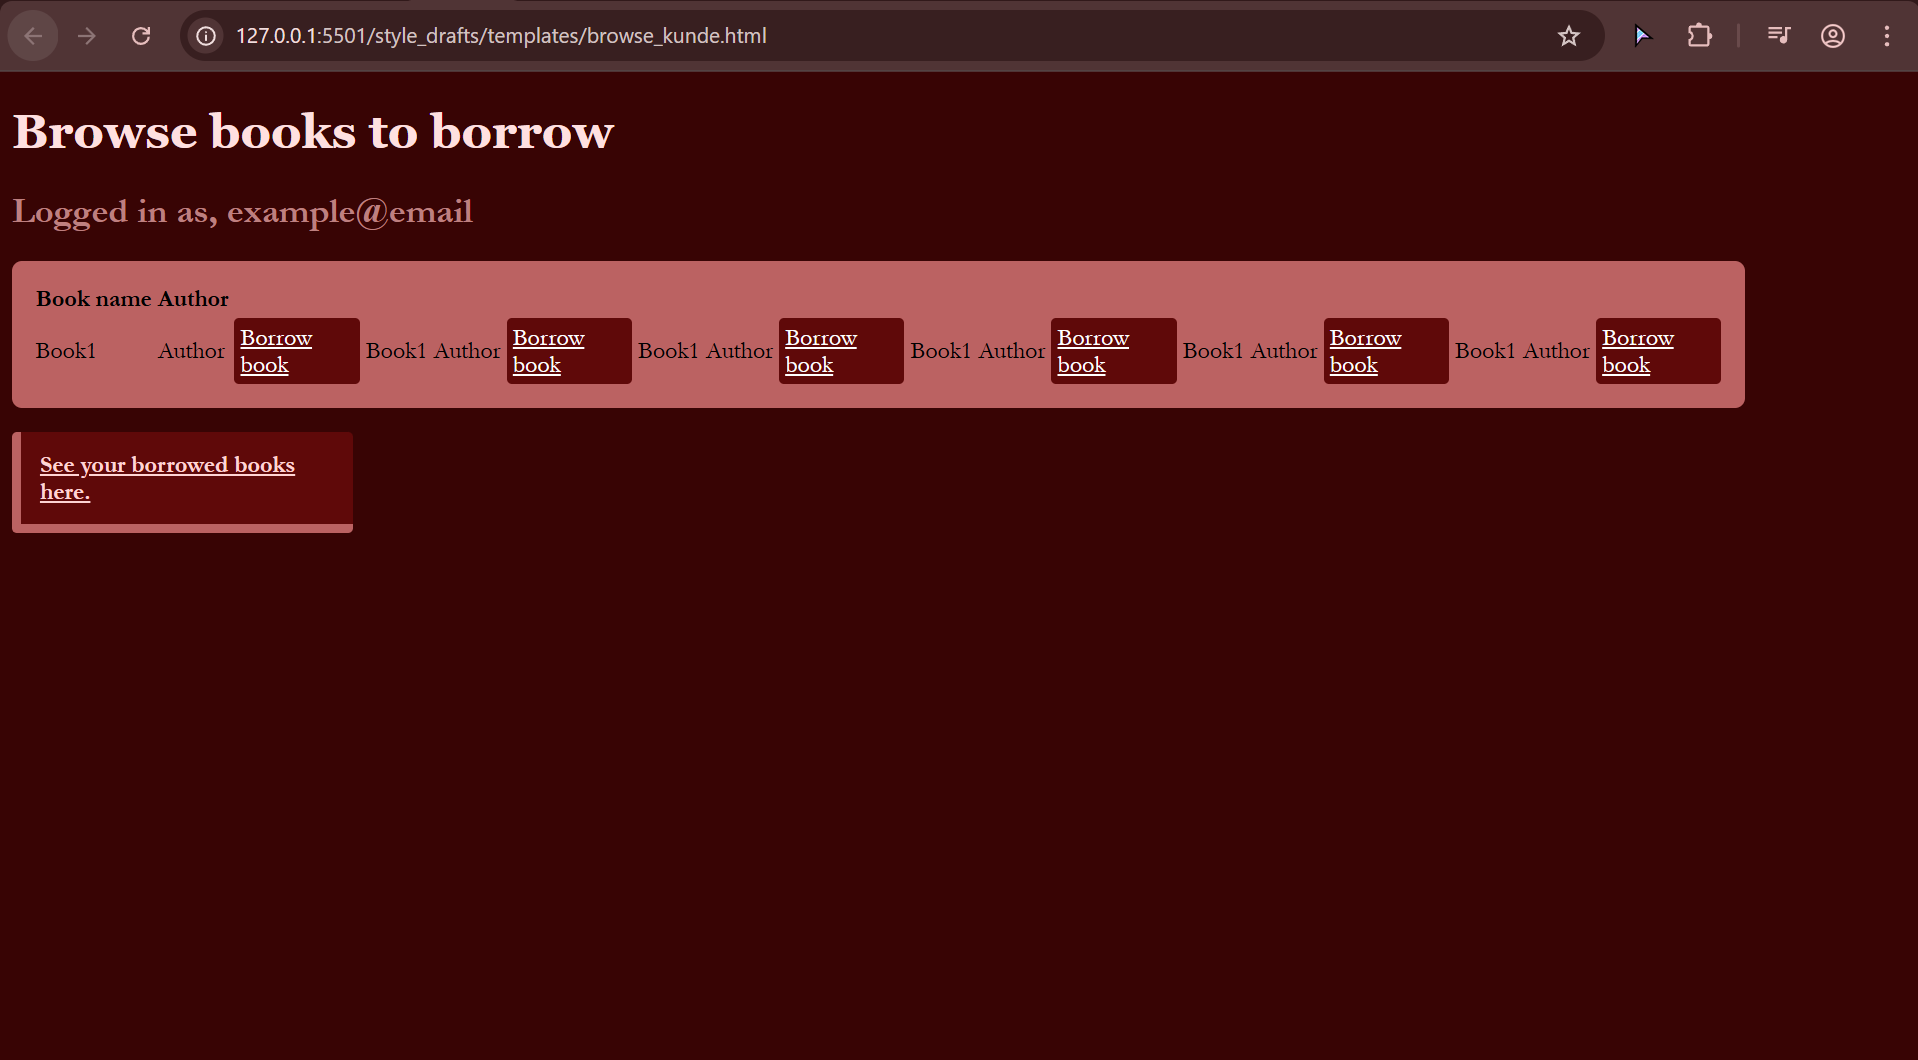 127.0.0.1:5501/style_drafts/templates/browse_kunde.html
Browse books to borrow
Logged in as, example@email
Book name Author
Book1 Author Borrow book Book1 Author Borrow book Book1 Author Borrow book Book1 Author Borrow book Book1 Author Borrow book Book1 Author Borrow book
See your borrowed books
here.